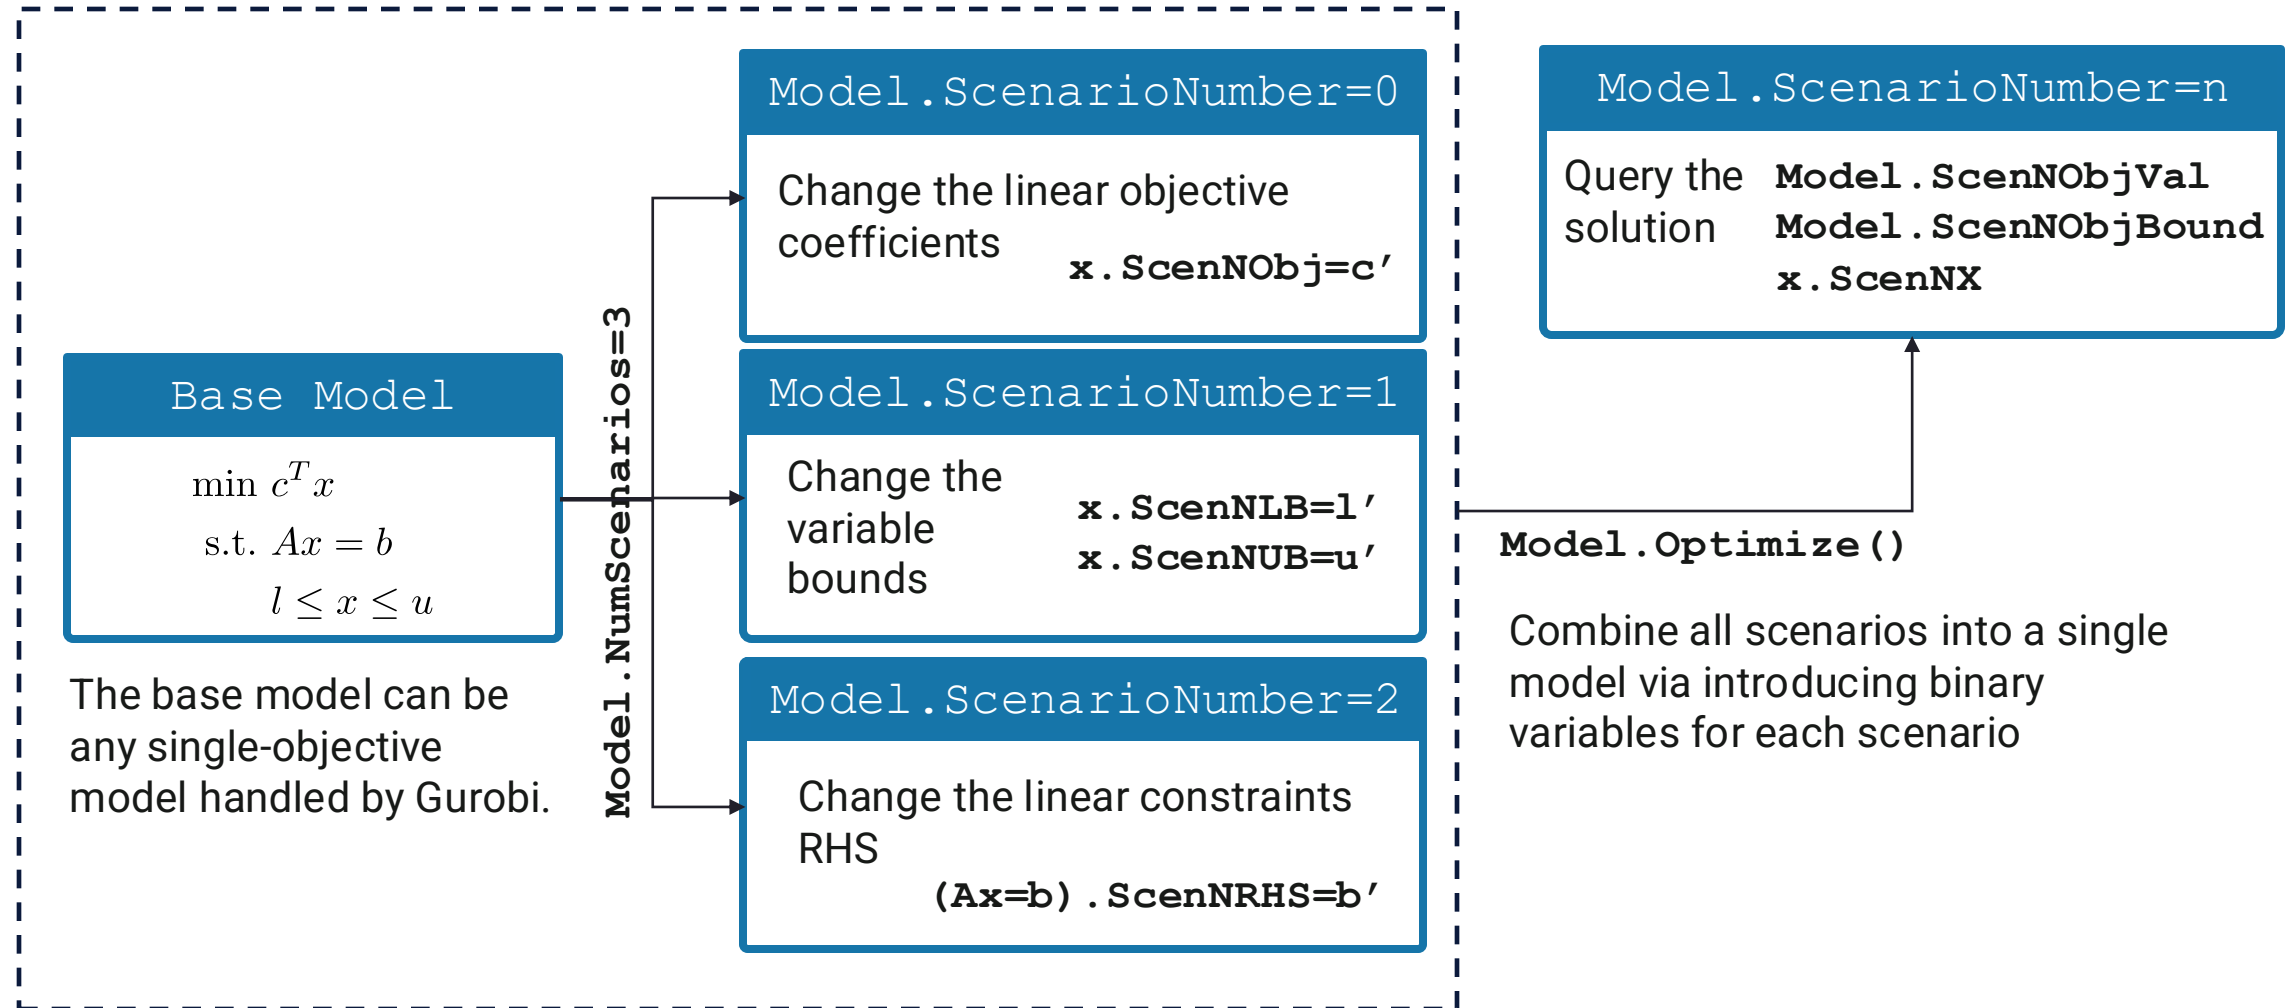 Base Model
min c^T x
s.t. Ax = b
l ≤ x ≤ u
The base model can be
any single-objective
model handled by Gurobi.
Model.NumScenarios=3
Model.ScenarioNumber=0
Change the linear objective
coefficients
x.ScenNObj=c’
Model.ScenarioNumber=1
Change the
variable
bounds
x.ScenNLB=l’
x.ScenNUB=u’
Model.ScenarioNumber=2
Change the linear constraints
RHS
(Ax=b).ScenNRHS=b’
Model.Optimize()
Combine all scenarios into a single
model via introducing binary
variables for each scenario
Model.ScenarioNumber=n
Query the
solution
Model.ScenNObjVal
Model.ScenNObjBound
x.ScenNX